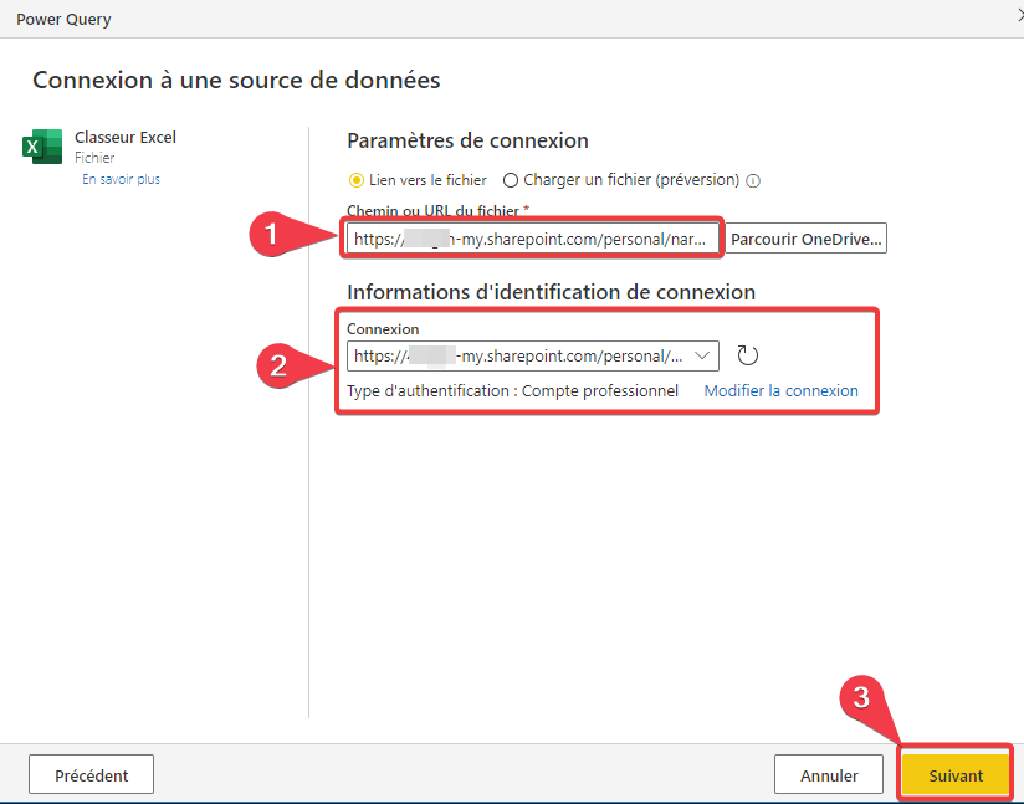 Power Query
Connexion à une source de données
Classeur Excel
Fichier
En savoir plus
Paramètres de connexion
Lien vers le fichier Charger un fichier (préversion)
Chemin ou URL du fichier *
1
https:// -my.sharepoint.com/personal/nar... Parcourir OneDrive...
Informations d'identification de connexion
Connexion
2
https:// -my.sharepoint.com/personal/...
Type d'authentification : Compte professionnel Modifier la connexion
3
Précédent Annuler Suivant